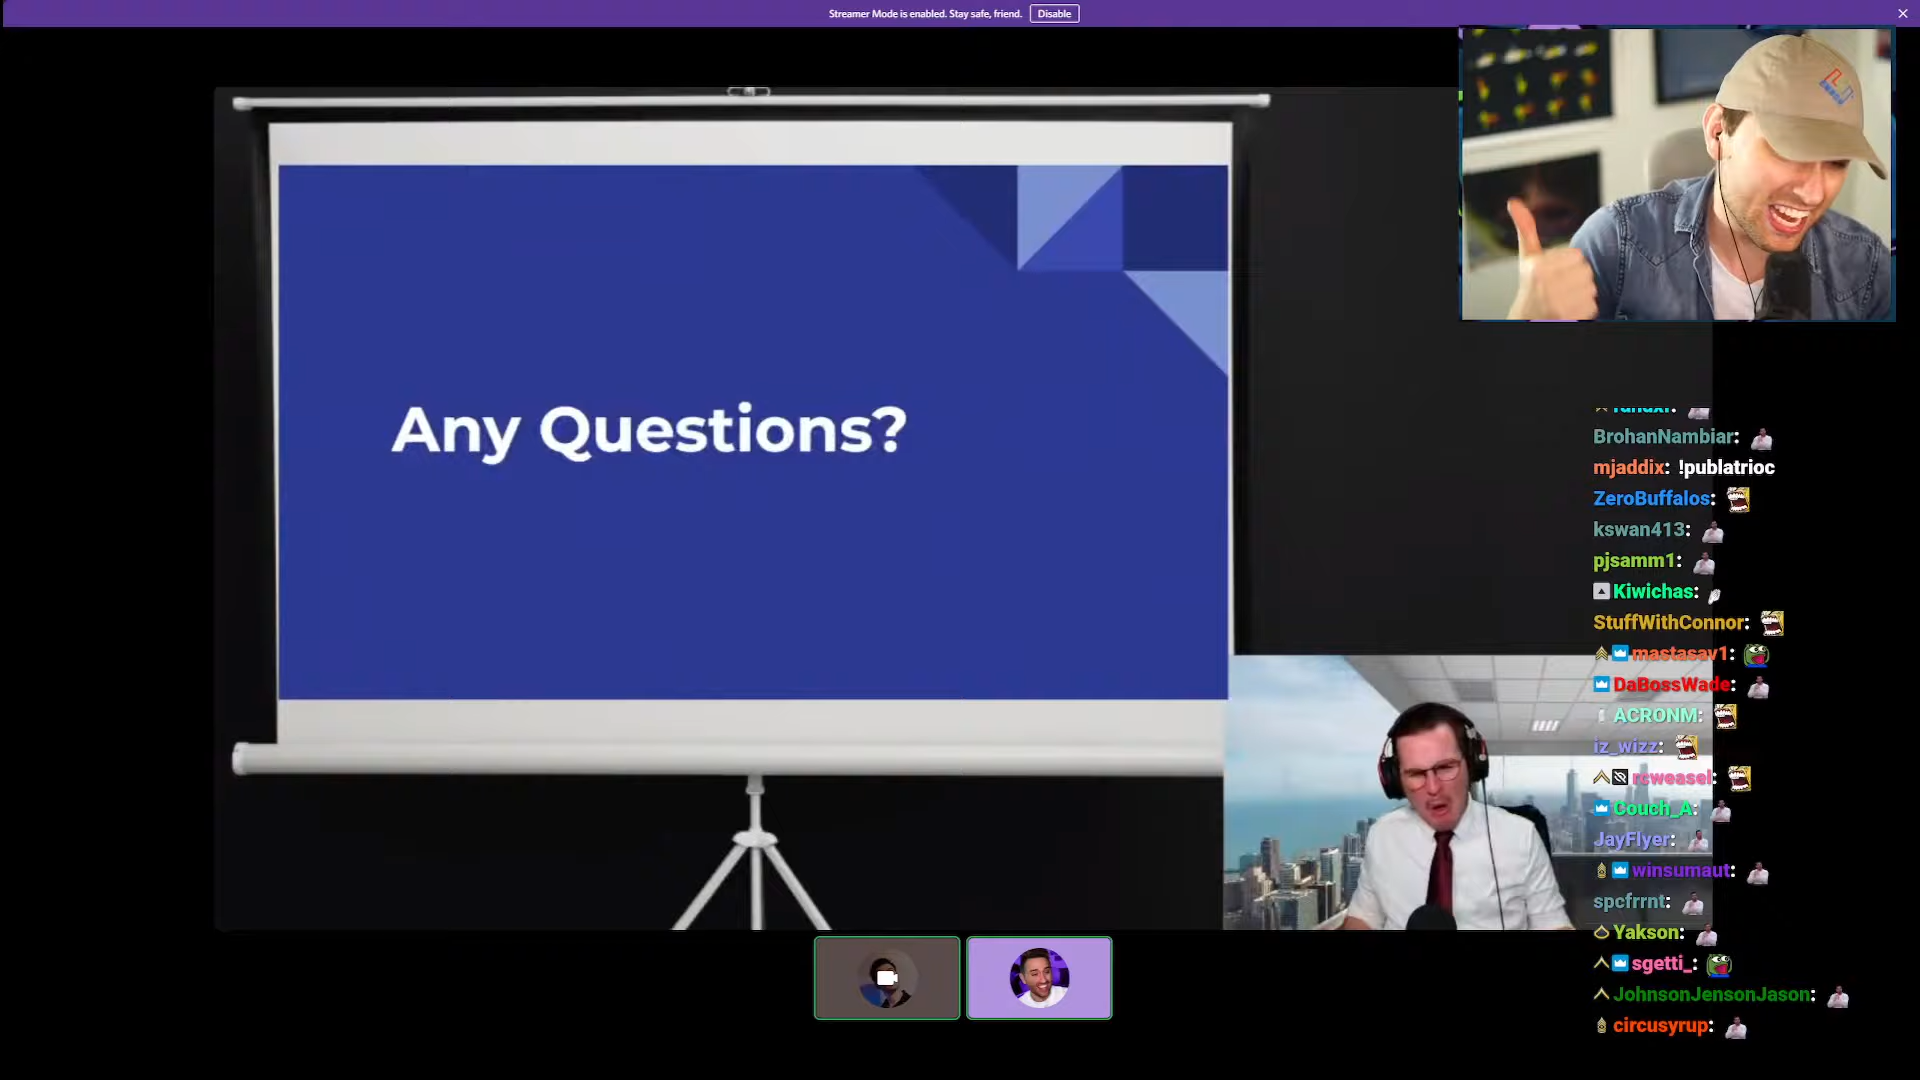 Streamer Mode is enabled. Stay safe, friend. Disable
Any Questions?
BrohanNambiar:
mjaddix: !publatrioc
ZeroBuffalos:
kswan413:
pjsamm1:
Kiwichas:
StuffWithConnor:
mastasav1:
DaBossWade:
ACRONM:
iz_wizz:
rcweasel:
Couch_A:
JayFlyer:
winsumaut:
spcfrrnt:
Yakson:
sgetti_:
JohnsonJensonJason:
circusyrup: